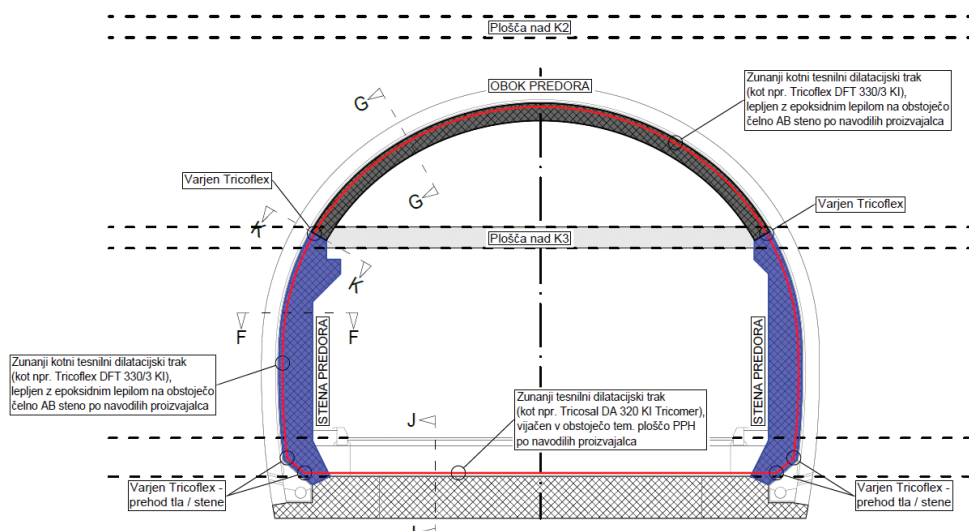 Plošča nad K2
OBOK PREDORA
Zunanji kotni tesnilni dilatacijski trak
(kot npr. Tricoflex DFT 330/3 KI),
lepljen z epoksidnim lepilom na obstoječo
čelno AB steno po navodilih proizvajalca
G
G
Varjen Tricoflex
Varjen Tricoflex
K
K
Plošča nad K3
F
F
STENA PREDORA
STENA PREDORA
Zunanji kotni tesnilni dilatacijski trak
(kot npr. Tricoflex DFT 330/3 KI),
lepljen z epoksidnim lepilom na obstoječo
čelno AB steno po navodilih proizvajalca
Zunanji tesnilni dilatacijski trak
(kot npr. Tricosal DA 320 KI Tricomer),
vijačen v obstoječo tem. ploščo PPH
po navodilih proizvajalca
J
Varjen Tricoflex -
prehod tla / stene
Varjen Tricoflex -
prehod tla / stene